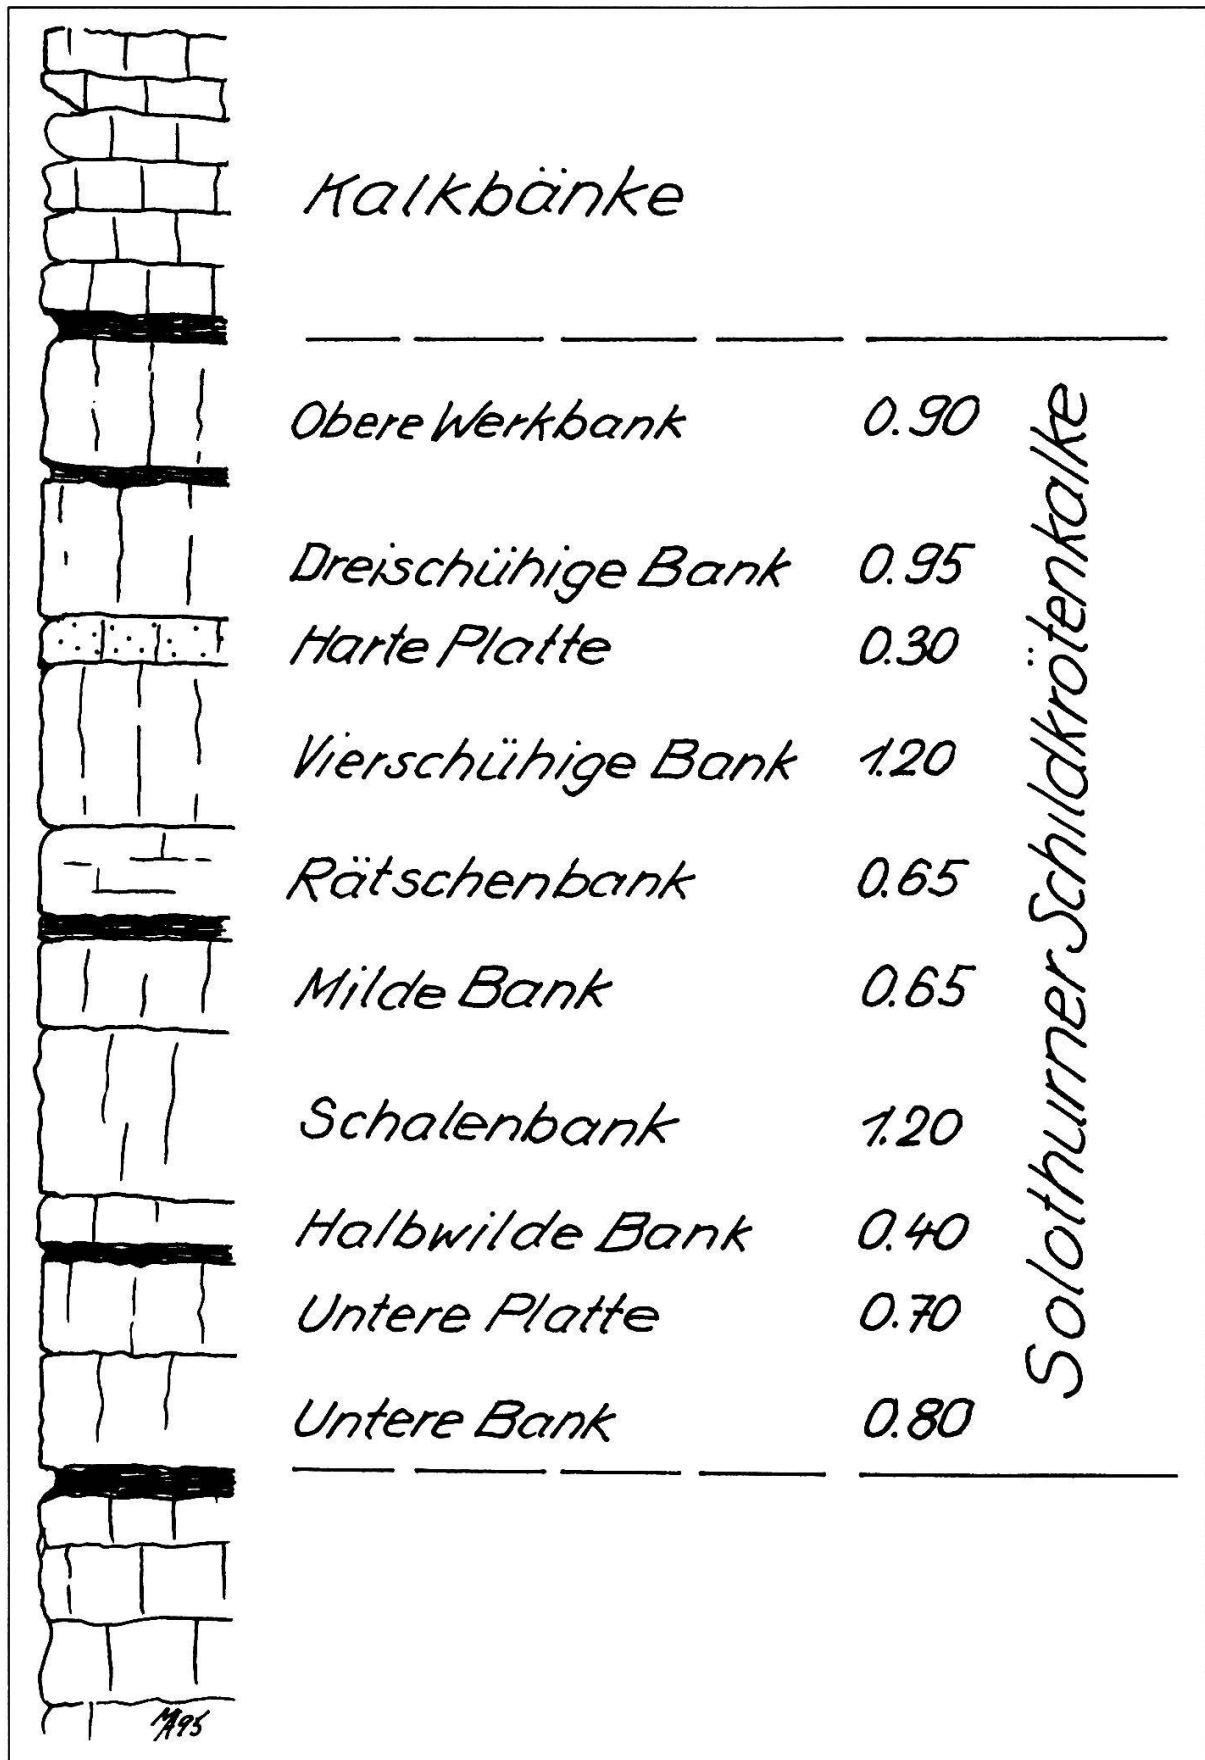 Kalkbänke
Obere Werkbank 0.90
Dreischühige Bank 0.95
Harte Platte 0.30
Vierschühige Bank 1.20
Rätschenbank 0.65
Milde Bank 0.65
Schalenbank 1.20
Halbwilde Bank 0.40
Untere Platte 0.70
Untere Bank 0.80
Solothurner Schildkrötenkalke
MA95